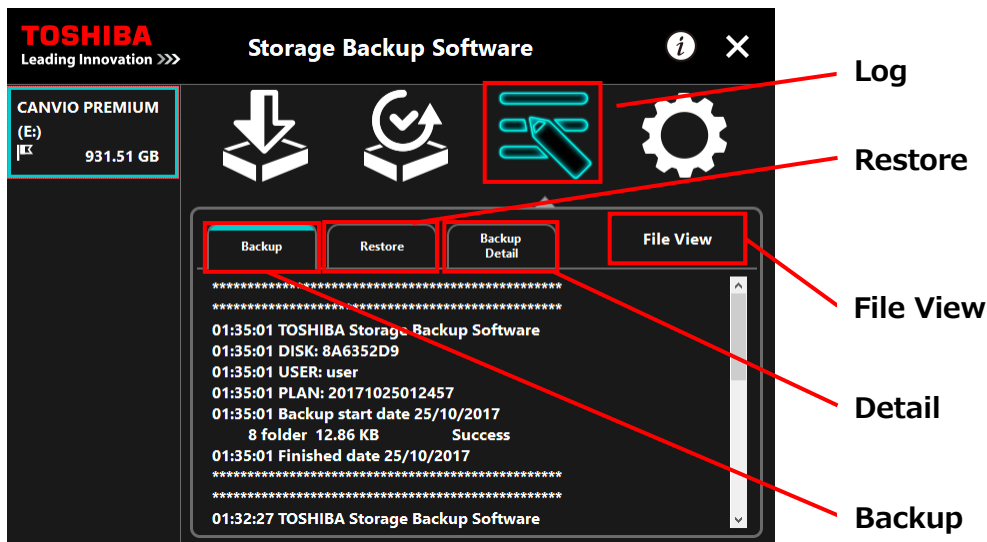 TOSHIBA
Leading Innovation >>>
Storage Backup Software
i
CANVIO PREMIUM
(E:)
931.51 GB
Log
Restore
File View
Detail
Backup
Backup
Restore
Backup
Detail
File View
************************************************
************************************************
01:35:01 TOSHIBA Storage Backup Software
01:35:01 DISK: 8A6352D9
01:35:01 USER: user
01:35:01 PLAN: 20171025012457
01:35:01 Backup start date 25/10/2017
8 folder 12.86 KB Success
01:35:01 Finished date 25/10/2017
************************************************
************************************************
01:32:27 TOSHIBA Storage Backup Software